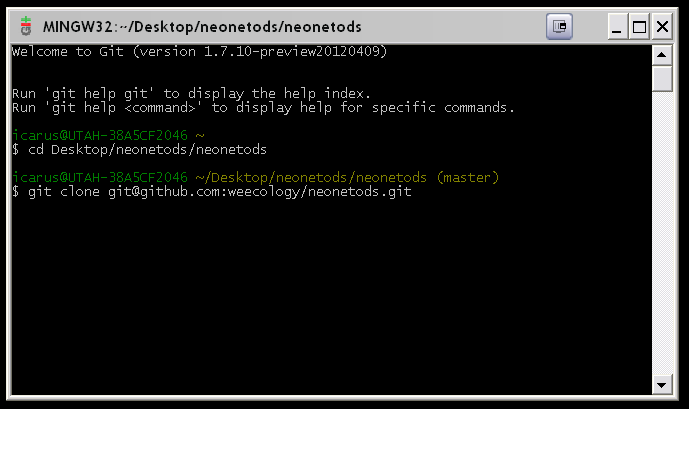 MINGW32:~/Desktop/neonetods/neonetods
Welcome to Git (version 1.7.10-preview20120409)
Run 'git help git' to display the help index.
Run 'git help <command>' to display help for specific commands.
icarus@UTAH-38A5CF2046 ~
$ cd Desktop/neonetods/neonetods
icarus@UTAH-38A5CF2046 ~/Desktop/neonetods/neonetods (master)
$ git clone git@github.com:weecology/neonetods.git